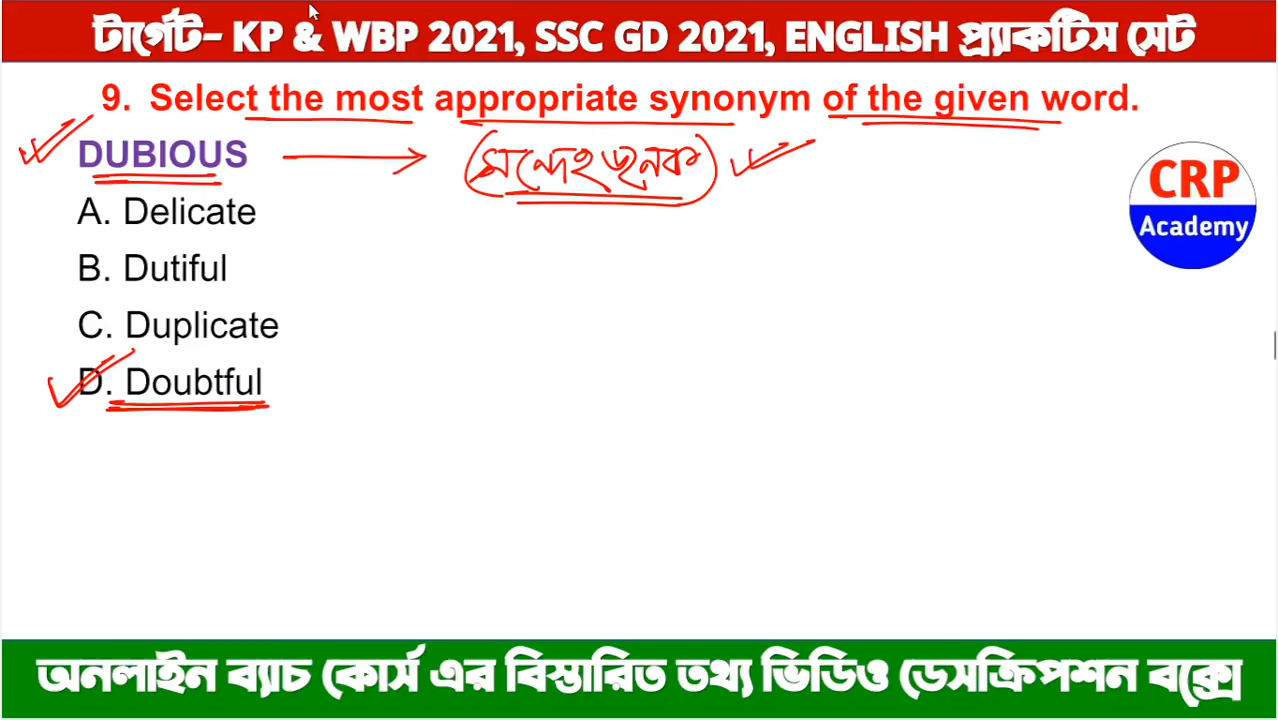 টার্গেট- KP & WBP 2021, SSC GD 2021, ENGLISH প্র্যাকটিস সেট
9. Select the most appropriate synonym of the given word.
DUBIOUS সন্দেহজনক
A. Delicate
B. Dutiful
C. Duplicate
D. Doubtful
CRP
Academy
অনলাইন ব্যাচ কোর্স এর বিস্তারিত তথ্য ভিডিও ডেসক্রিপশন বক্সে